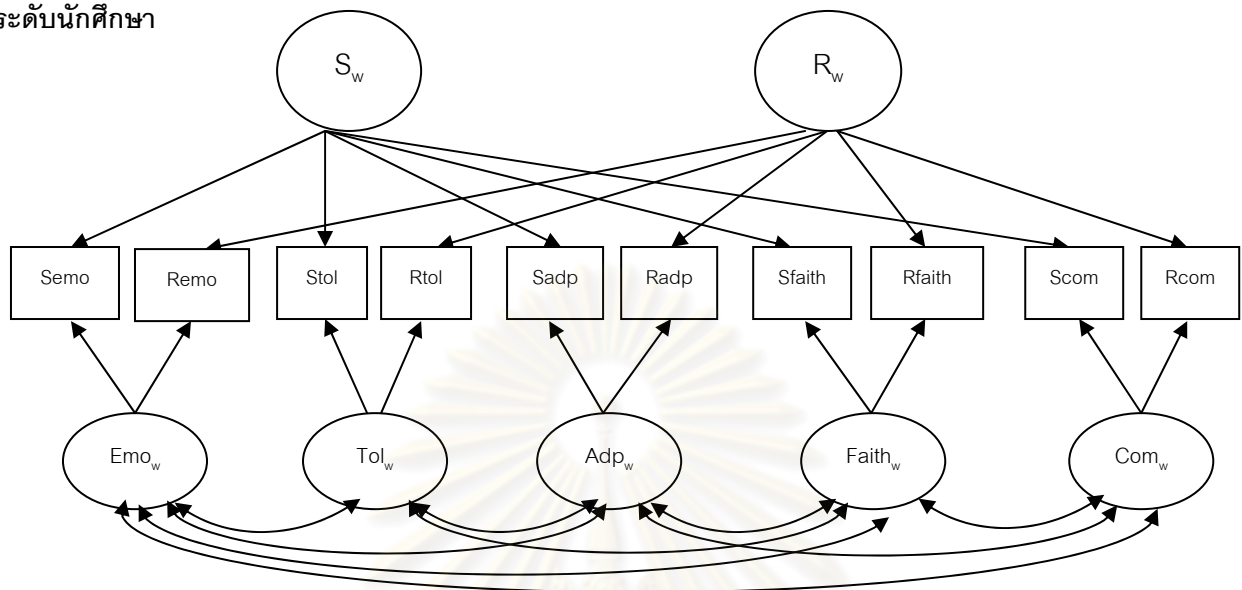 ระดับนักศึกษา
S_w R_w
Semo Remo Stol Rtol Sadp Radp Sfaith Rfaith Scom Rcom
Emo_w Tol_w Adp_w Faith_w Com_w